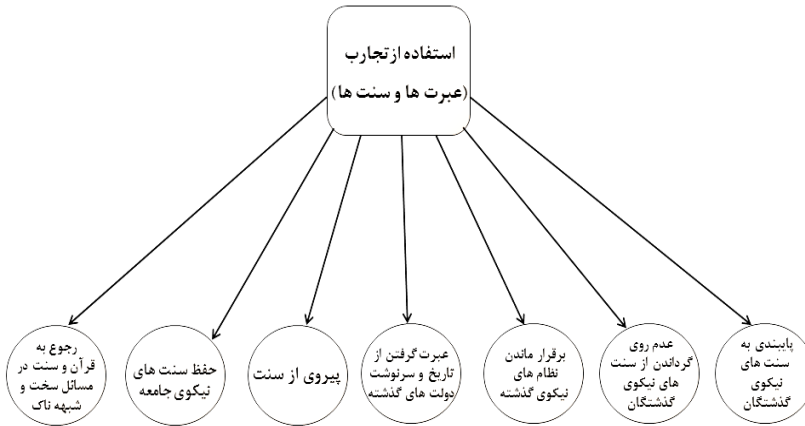 استفاده از تجارب
(عبرت ها و سنت ها)
پایبندی به
سنت های
نیکوی
گذشتگان
عدم روی
گرداندن از سنت
های نیکوی
گذشتگان
برقرار ماندن
نظام های
نیکوی گذشته
عبرت گرفتن از
تاریخ و سرنوشت
دولت های گذشته
پیروی از سنت
حفظ سنت های
نیکوی جامعه
رجوع به
قرآن و سنت در
مسائل سخت و
شبهه ناک